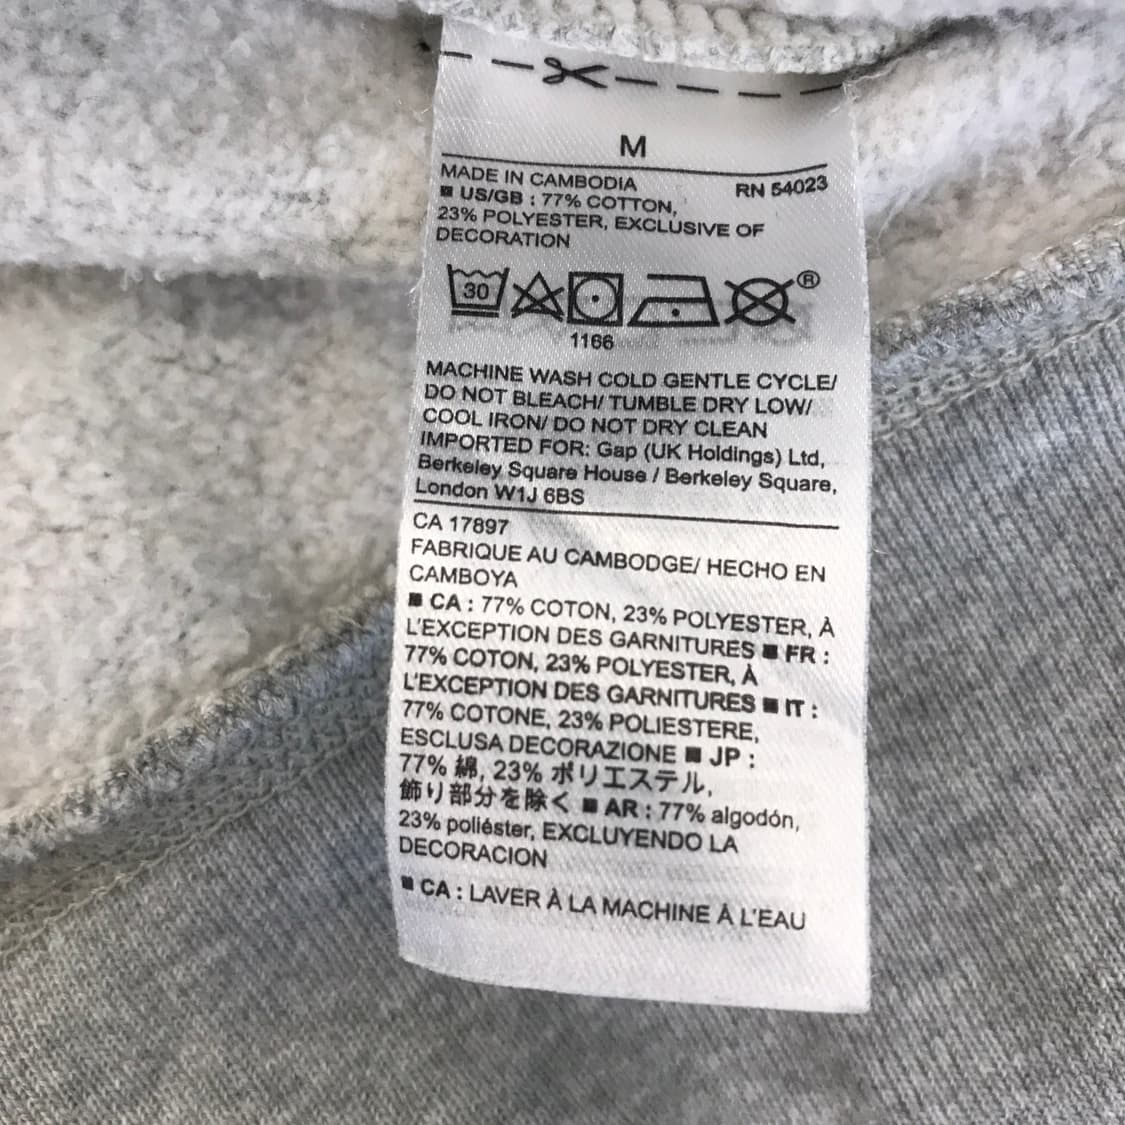 M
MADE IN CAMBODIA RN 54023
■ US/GB : 77% COTTON,
23% POLYESTER, EXCLUSIVE OF
DECORATION
30
®
1166
MACHINE WASH COLD GENTLE CYCLE/
DO NOT BLEACH/ TUMBLE DRY LOW/
COOL IRON/ DO NOT DRY CLEAN
IMPORTED FOR: Gap (UK Holdings) Ltd,
Berkeley Square House / Berkeley Square,
London W1J 6BS
CA 17897
FABRIQUE AU CAMBODGE/ HECHO EN
CAMBOYA
■ CA : 77% COTON, 23% POLYESTER, À
L'EXCEPTION DES GARNITURES ■ FR :
77% COTON, 23% POLYESTER, À
L'EXCEPTION DES GARNITURES ■ IT :
77% COTONE, 23% POLIESTERE,
ESCLUSA DECORAZIONE ■ JP :
77% 綿, 23% ポリエステル,
飾り部分を除く ■ AR : 77% algodón,
23% poliéster, EXCLUYENDO LA
DECORACION
■ CA : LAVER À LA MACHINE À L'EAU